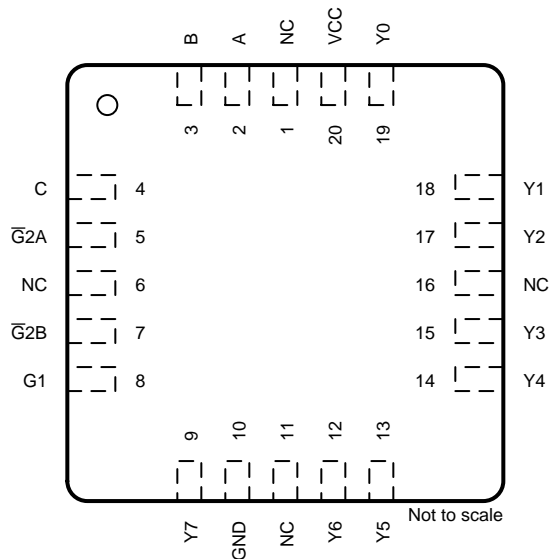 B A NC VCC Y0
3 2 1 20 19
C 4 18 Y1
G̅2A 5 17 Y2
NC 6 16 NC
G̅2B 7 15 Y3
G1 8 14 Y4
9 10 11 12 13
Not to scale
Y7 GND NC Y6 Y5